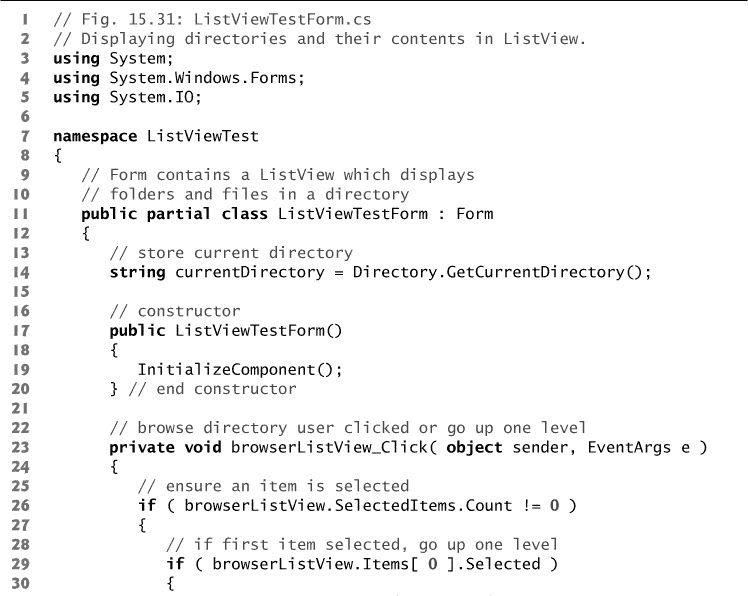 1 // Fig. 15.31: ListViewTestForm.cs
2 // Displaying directories and their contents in ListView.
3 using System;
4 using System.Windows.Forms;
5 using System.IO;
6
7 namespace ListViewTest
8 {
9 // Form contains a ListView which displays
10 // folders and files in a directory
11 public partial class ListViewTestForm : Form
12 {
13 // store current directory
14 string currentDirectory = Directory.GetCurrentDirectory();
15
16 // constructor
17 public ListViewTestForm()
18 {
19 InitializeComponent();
20 } // end constructor
21
22 // browse directory user clicked or go up one level
23 private void browserListView_Click( object sender, EventArgs e )
24 {
25 // ensure an item is selected
26 if ( browserListView.SelectedItems.Count != 0 )
27 {
28 // if first item selected, go up one level
29 if ( browserListView.Items[ 0 ].Selected )
30 {